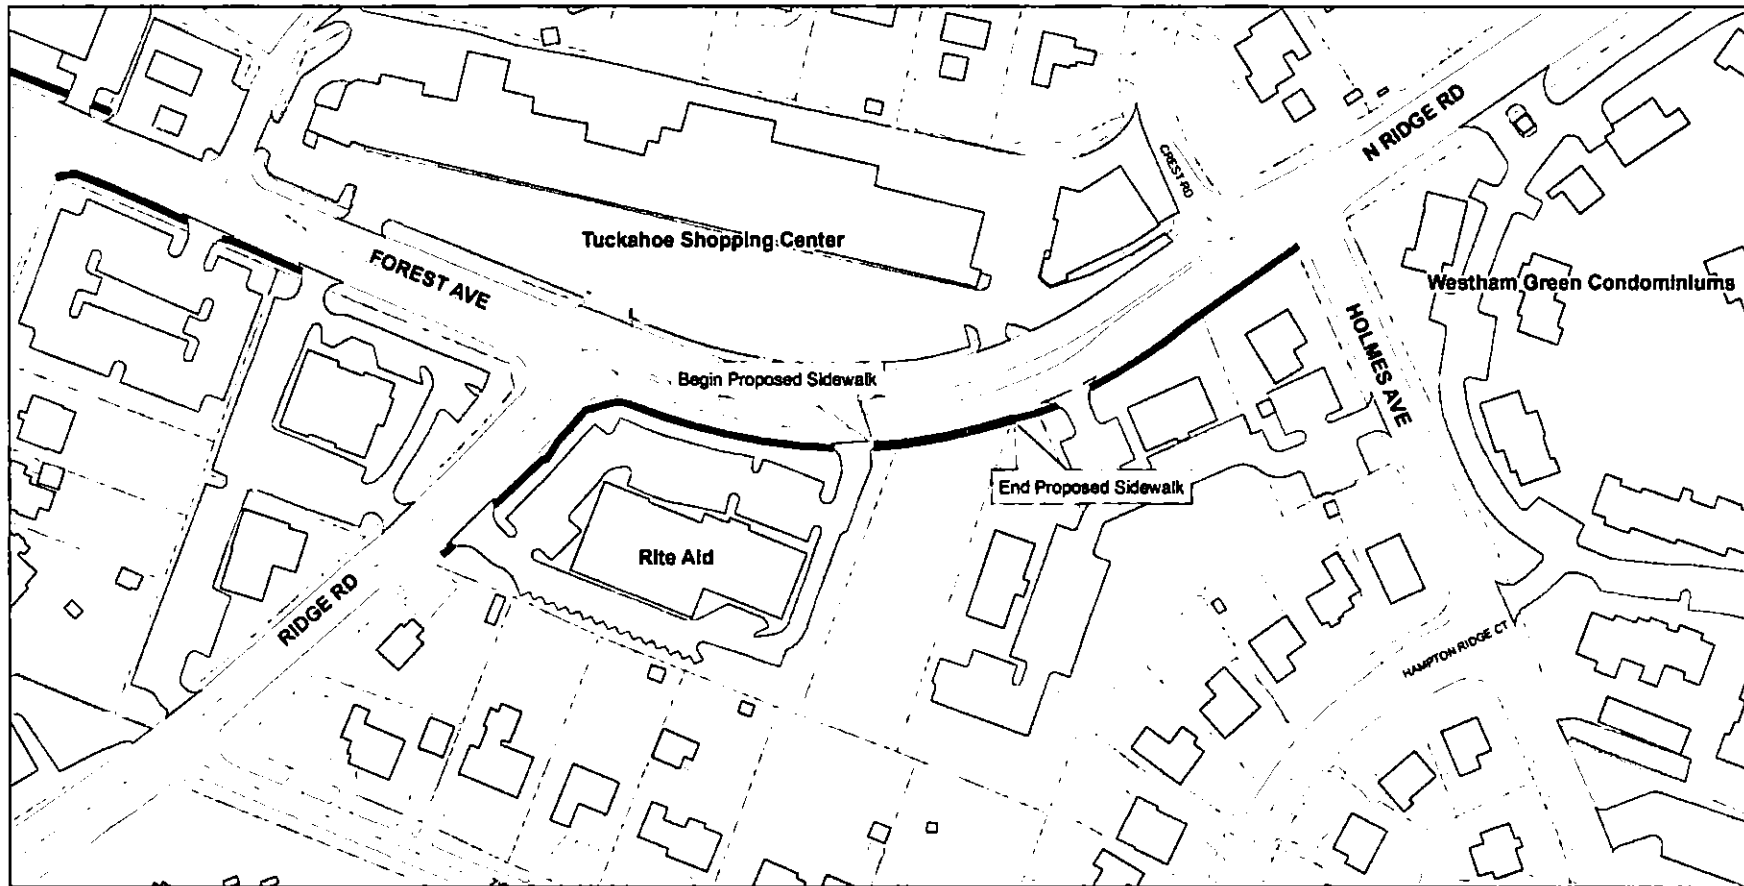 N RIDGE RD
CREST RD
Tuckahoe Shopping Center
FOREST AVE
Westham Green Condominiums
HOLMES AVE
Begin Proposed Sidewalk
End Proposed Sidewalk
Rite Aid
RIDGE RD
HAMPTON RIDGE CT